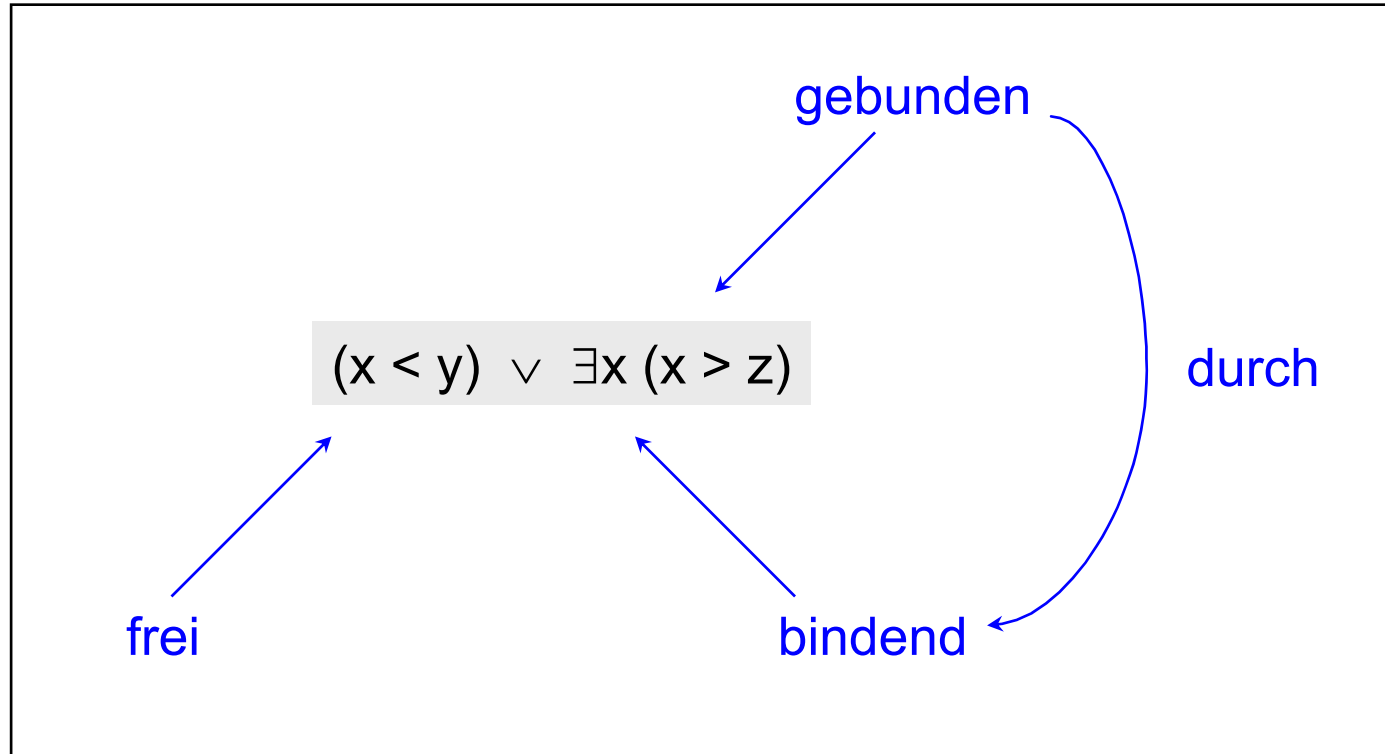 gebunden
(x < y) ∨ ∃x (x > z)
durch
frei
bindend